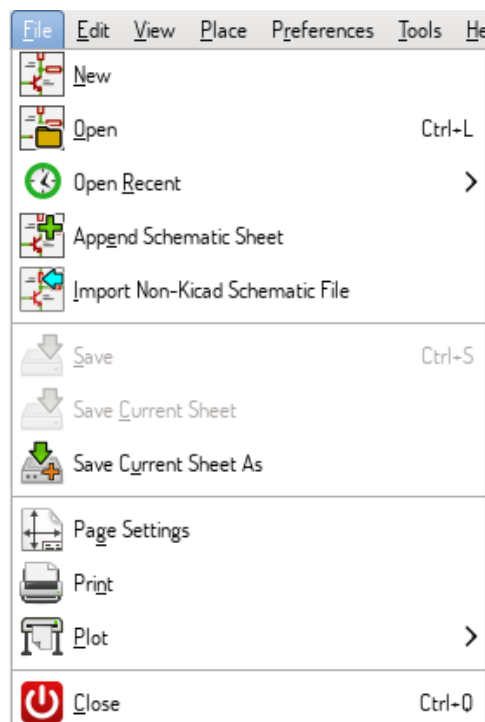 File Edit View Place Preferences Tools
New
Open Ctrl+L
Open Recent
Append Schematic Sheet
Import Non-Kicad Schematic File
Save Ctrl+S
Save Current Sheet
Save Current Sheet As
Page Settings
Print
Plot
Close Ctrl+Q